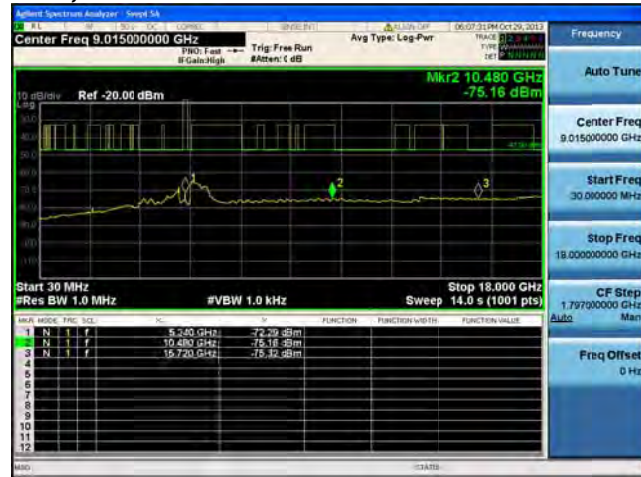 Agilent Spectrum Analyzer - Swept SA
06:07:31 PM Oct 29, 2013
Center Freq 9.015000000 GHz
Avg Type: Log-Pwr
TRACE
TYPE
DET
PNO: Fast
Trig: Free Run
IFGain:High
#Atten: 0 dB
Mkr2 10.480 GHz
-75.16 dBm
10 dB/div
Ref -20.00 dBm
Log
1
2
3
Start 30 MHz
Stop 18.000 GHz
#Res BW 1.0 MHz
#VBW 1.0 kHz
Sweep 14.0 s (1001 pts)
MKR MODE TRC SCL X Y FUNCTION FUNCTION WIDTH FUNCTION VALUE
1 N 1 f 5.240 GHz -72.29 dBm
2 N 1 f 10.480 GHz -75.16 dBm
3 N 1 f 15.720 GHz -75.32 dBm
4
5
6
7
8
9
10
11
12
MSG
STATUS
Frequency
Auto Tune
Center Freq
9.015000000 GHz
Start Freq
30.000000 MHz
Stop Freq
18.000000000 GHz
CF Step
1.797000000 GHz
Auto Man
Freq Offset
0 Hz